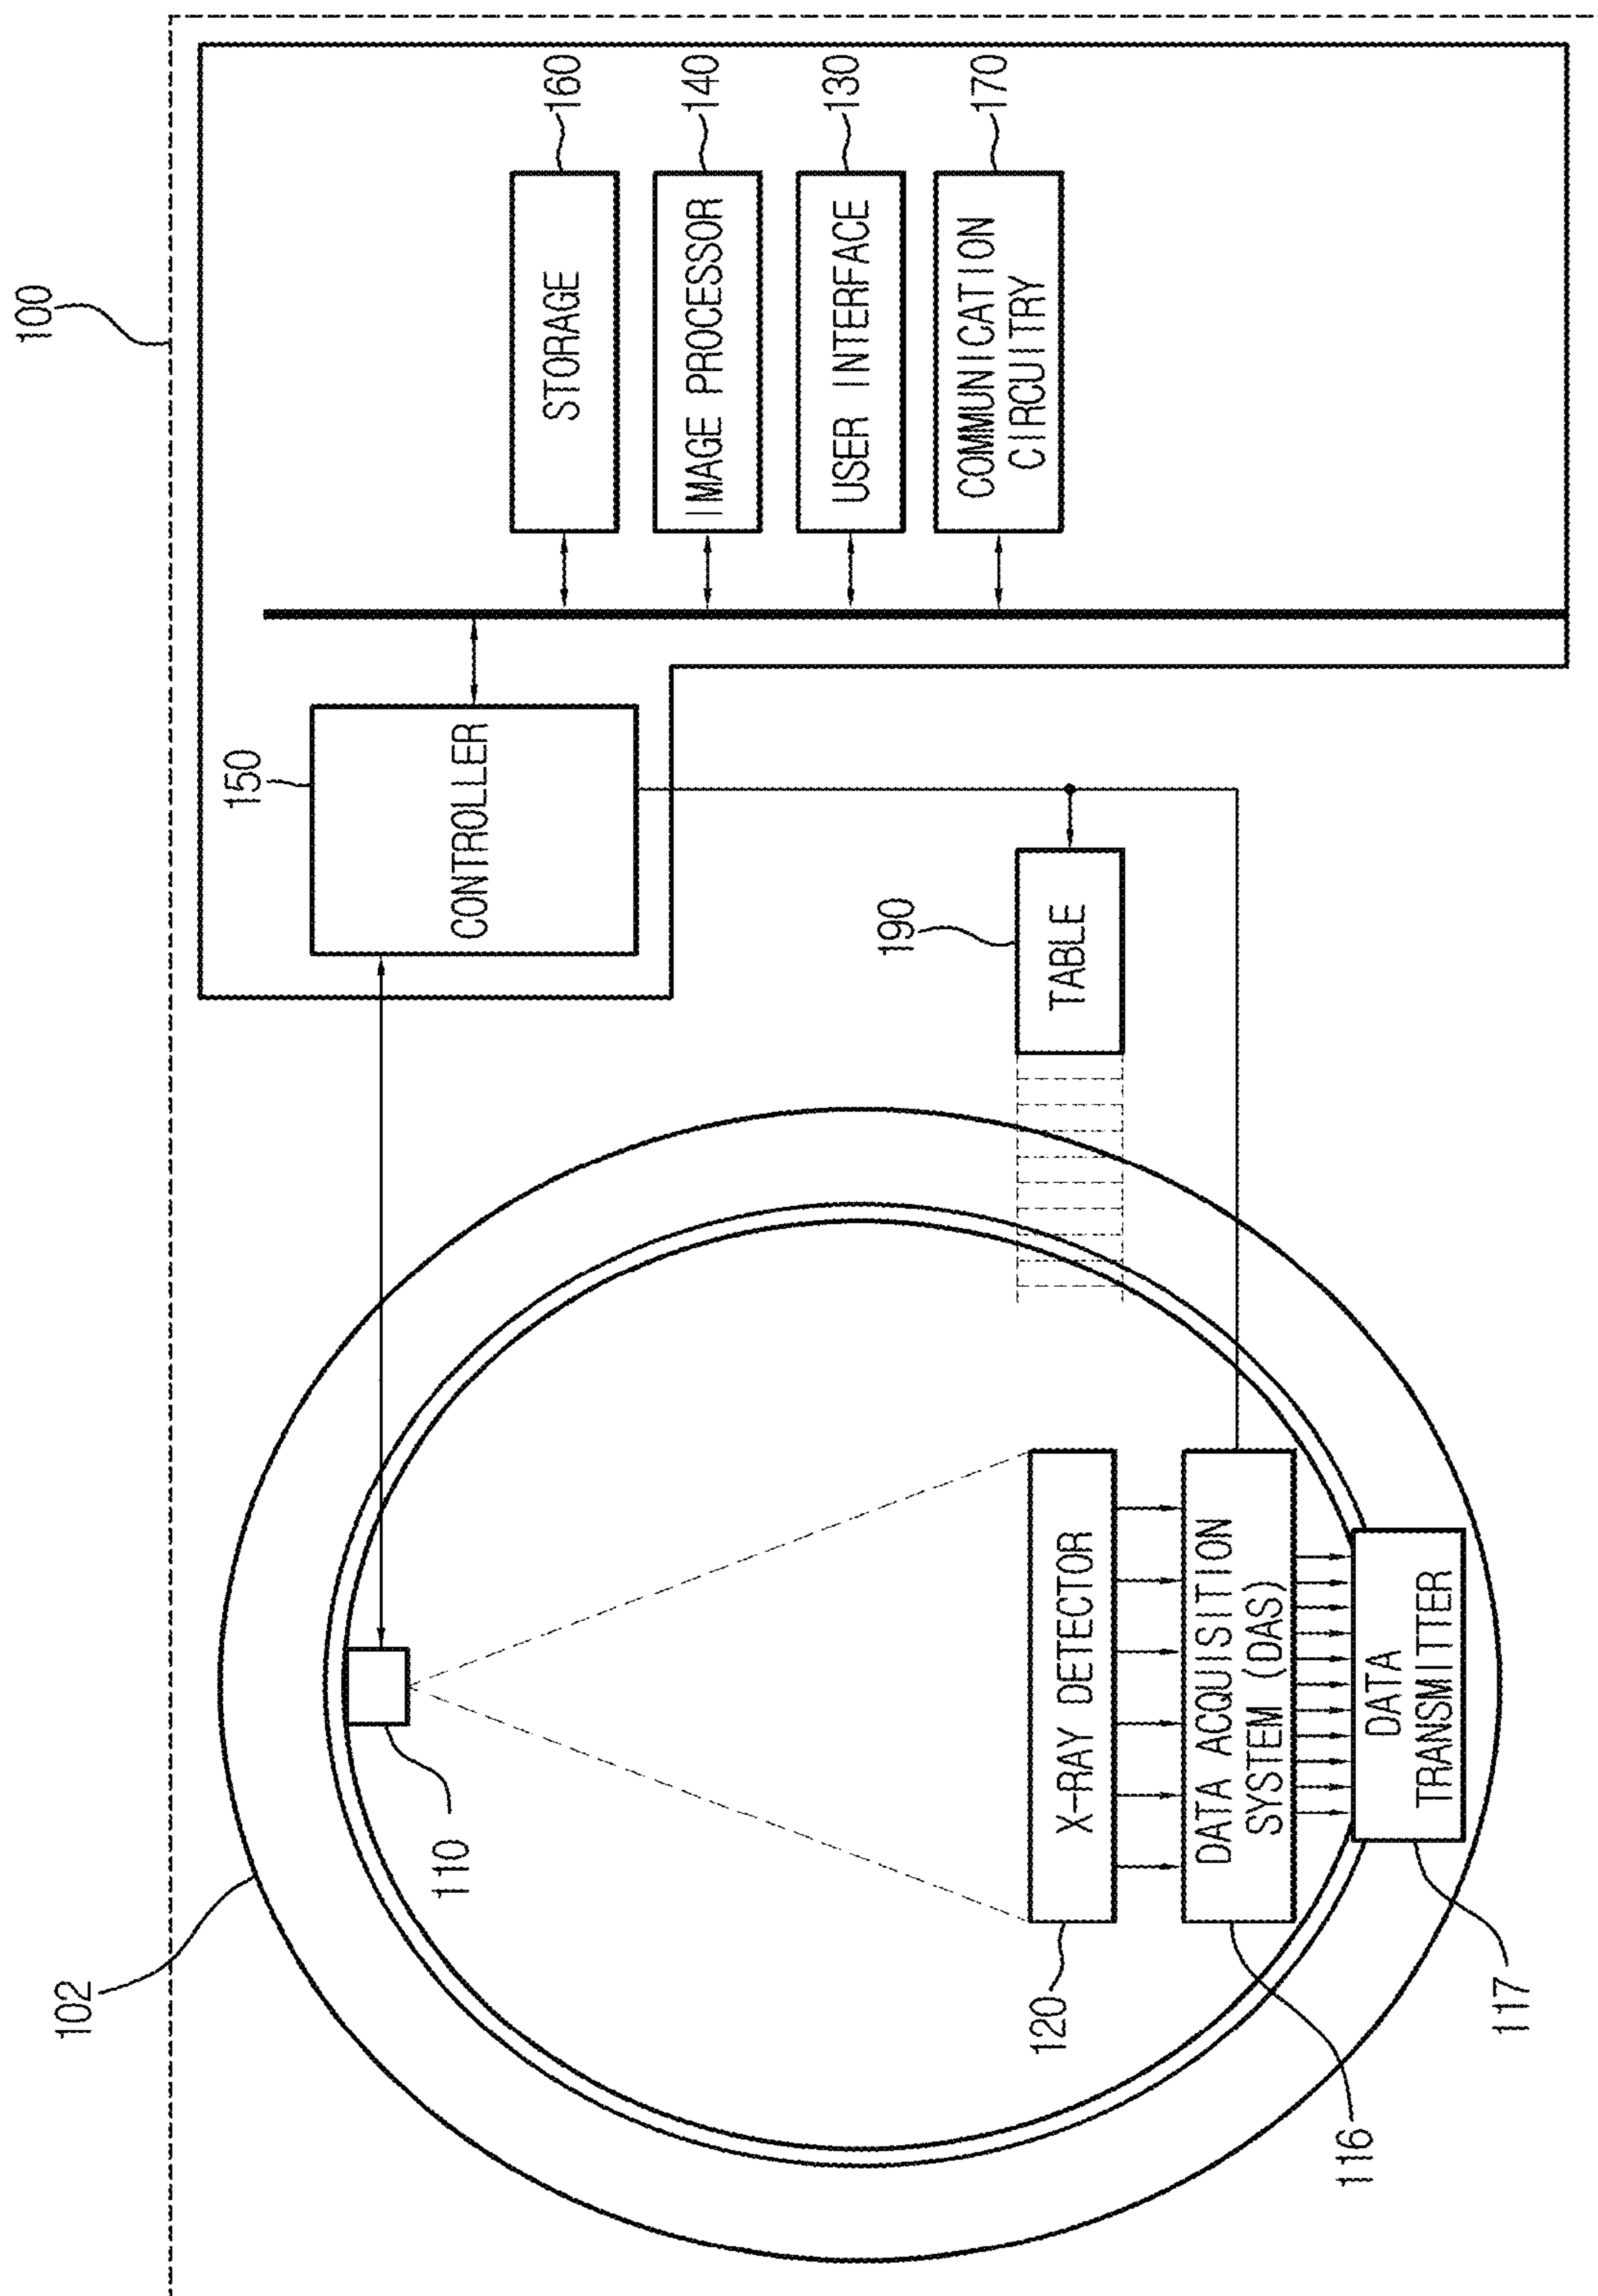 100
102
110
150
CONTROLLER
160
STORAGE
140
IMAGE PROCESSOR
130
USER INTERFACE
170
COMMUNICATION
CIRCUITRY
190
TABLE
120
X-RAY DETECTOR
116
DATA ACQUISITION
SYSTEM (DAS)
117
DATA
TRANSMITTER